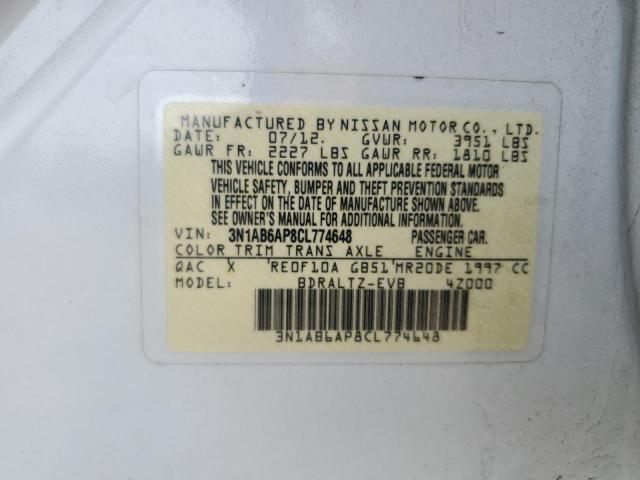 MANUFACTURED BY NISSAN MOTOR CO., LTD.
DATE: 07/12. GVWR: 3951 LBS
GAWR FR: 2227 LBS GAWR RR: 1810 LBS
THIS VEHICLE CONFORMS TO ALL APPLICABLE FEDERAL MOTOR
VEHICLE SAFETY, BUMPER AND THEFT PREVENTION STANDARDS
IN EFFECT ON THE DATE OF MANUFACTURE SHOWN ABOVE.
SEE OWNER'S MANUAL FOR ADDITIONAL INFORMATION
VIN: 3N1AB6AP8CL774648 PASSENGER CAR.
COLOR TRIM TRANS AXLE ENGINE
QAC X RE0F10A GB51 MR20DE 1997 CC
MODEL: BDRALTZ-EVB 4Z000
3N1AB6AP8CL774648